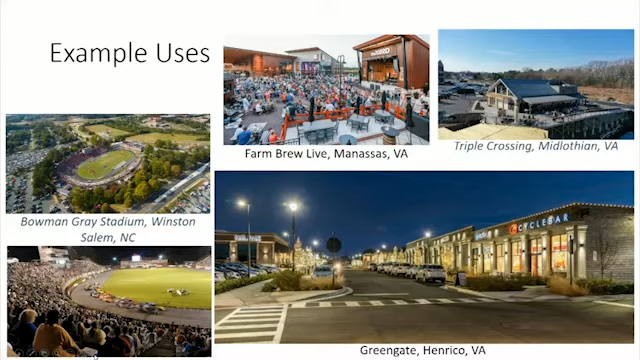 Example Uses
Farm Brew Live, Manassas, VA
Triple Crossing, Midlothian, VA
Bowman Gray Stadium, Winston
Salem, NC
CYCLEBAR
Greengate, Henrico, VA